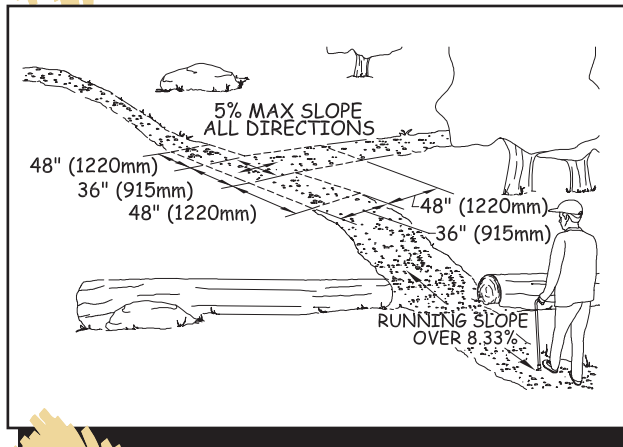 5% MAX SLOPE
ALL DIRECTIONS
48" (1220mm)
36" (915mm)
48" (1220mm)
48" (1220mm)
36" (915mm)
RUNNING SLOPE
OVER 8.33%